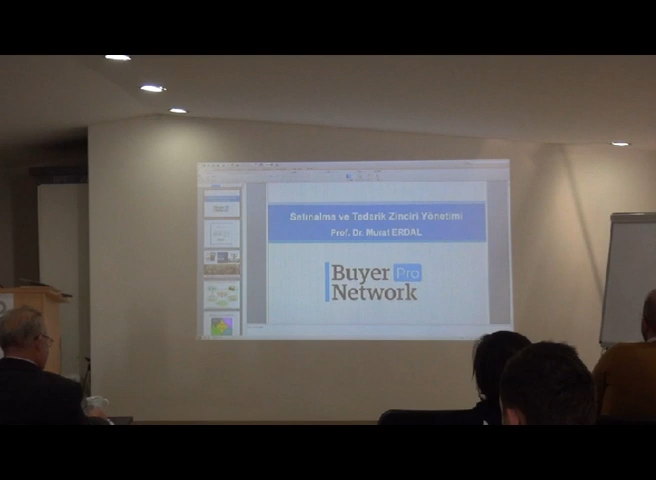 Satınalma ve Tedarik Zinciri Yönetimi
Prof. Dr. Murat ERDAL
Buyer Pro
Network